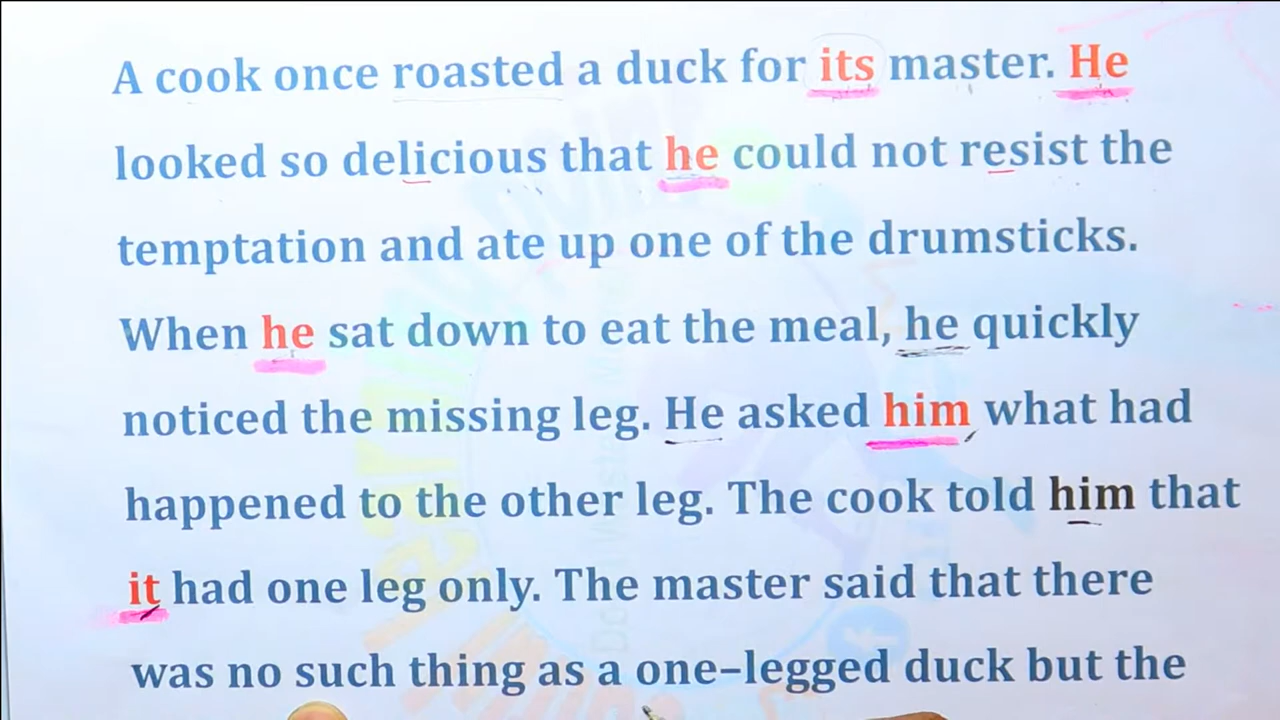 A cook once roasted a duck for its master. He
looked so delicious that he could not resist the
temptation and ate up one of the drumsticks.
When he sat down to eat the meal, he quickly
noticed the missing leg. He asked him what had
happened to the other leg. The cook told him that
it had one leg only. The master said that there
was no such thing as a one–legged duck but the